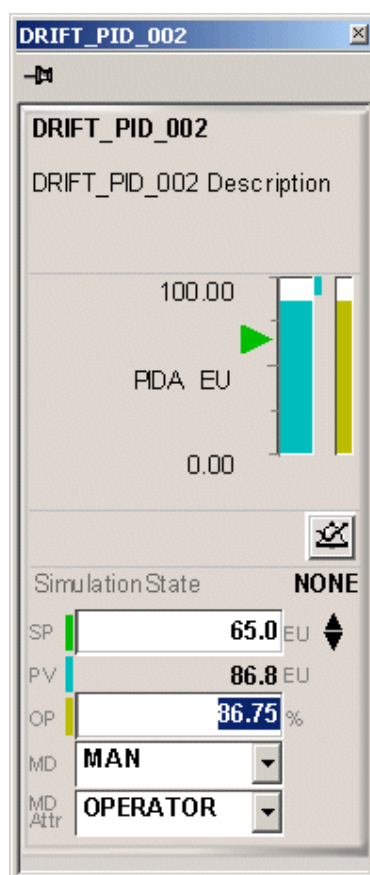 DRIFT_PID_002
DRIFT_PID_002
DRIFT_PID_002 Description
100.00
PIDA EU
0.00
Simulation State NONE
SP 65.0 EU
PV 86.8 EU
OP 86.75 %
MD MAN
MD Attr OPERATOR